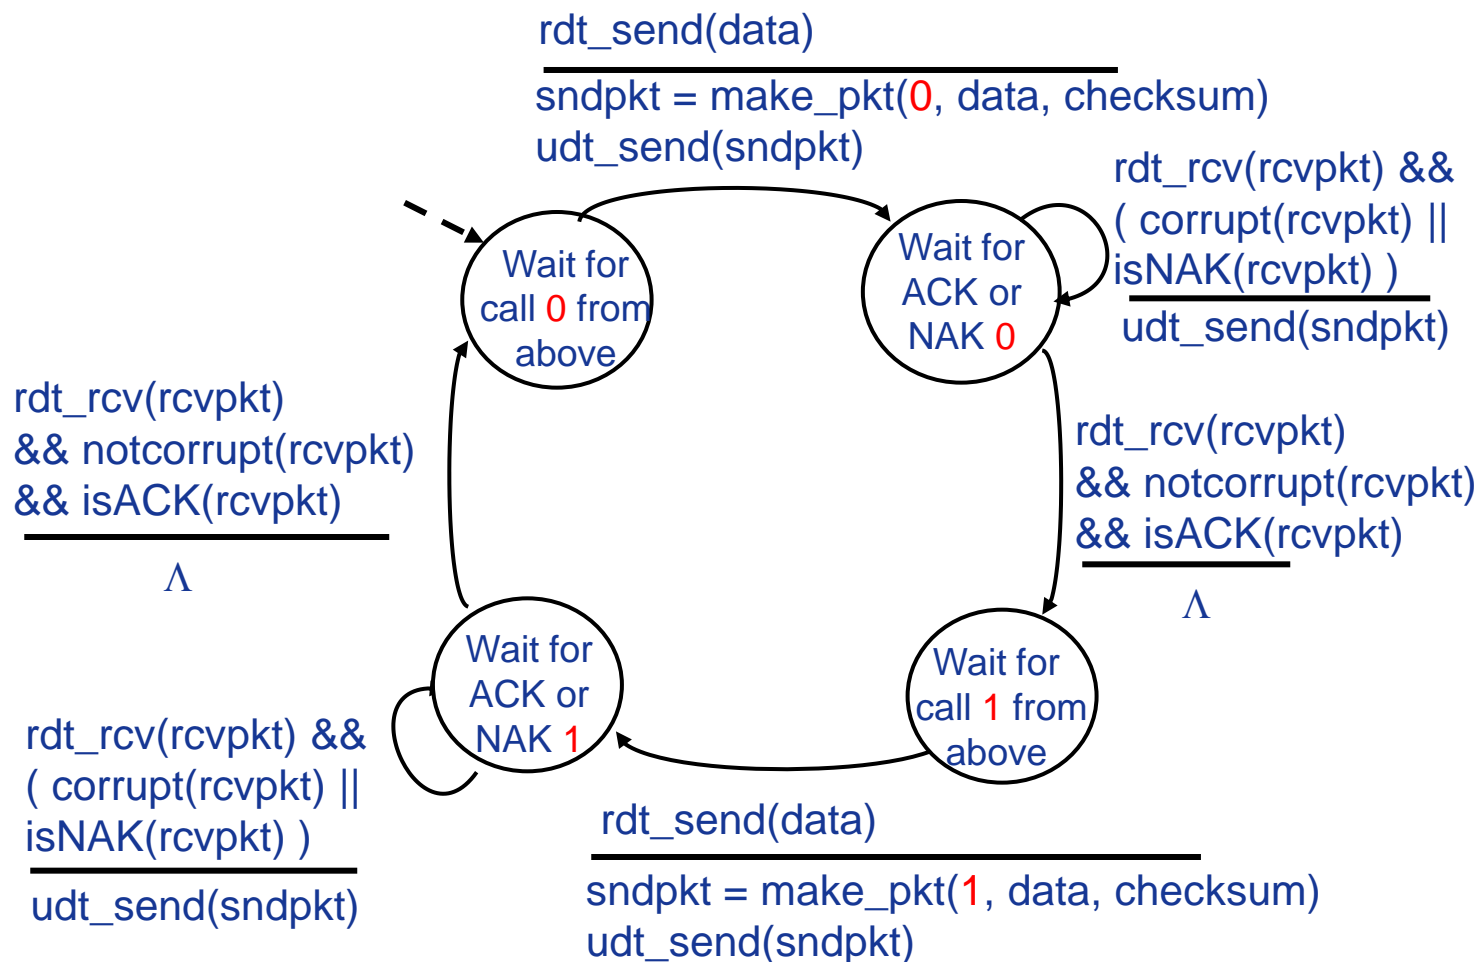 rdt_send(data)
sndpkt = make_pkt(0, data, checksum)
udt_send(sndpkt)
rdt_rcv(rcvpkt) &&
( corrupt(rcvpkt) ||
isNAK(rcvpkt) )
udt_send(sndpkt)
Wait for
call 0 from
above
Wait for
ACK or
NAK 0
rdt_rcv(rcvpkt)
&& notcorrupt(rcvpkt)
&& isACK(rcvpkt)
Λ
rdt_rcv(rcvpkt)
&& notcorrupt(rcvpkt)
&& isACK(rcvpkt)
Λ
Wait for
ACK or
NAK 1
Wait for
call 1 from
above
rdt_rcv(rcvpkt) &&
( corrupt(rcvpkt) ||
isNAK(rcvpkt) )
udt_send(sndpkt)
rdt_send(data)
sndpkt = make_pkt(1, data, checksum)
udt_send(sndpkt)